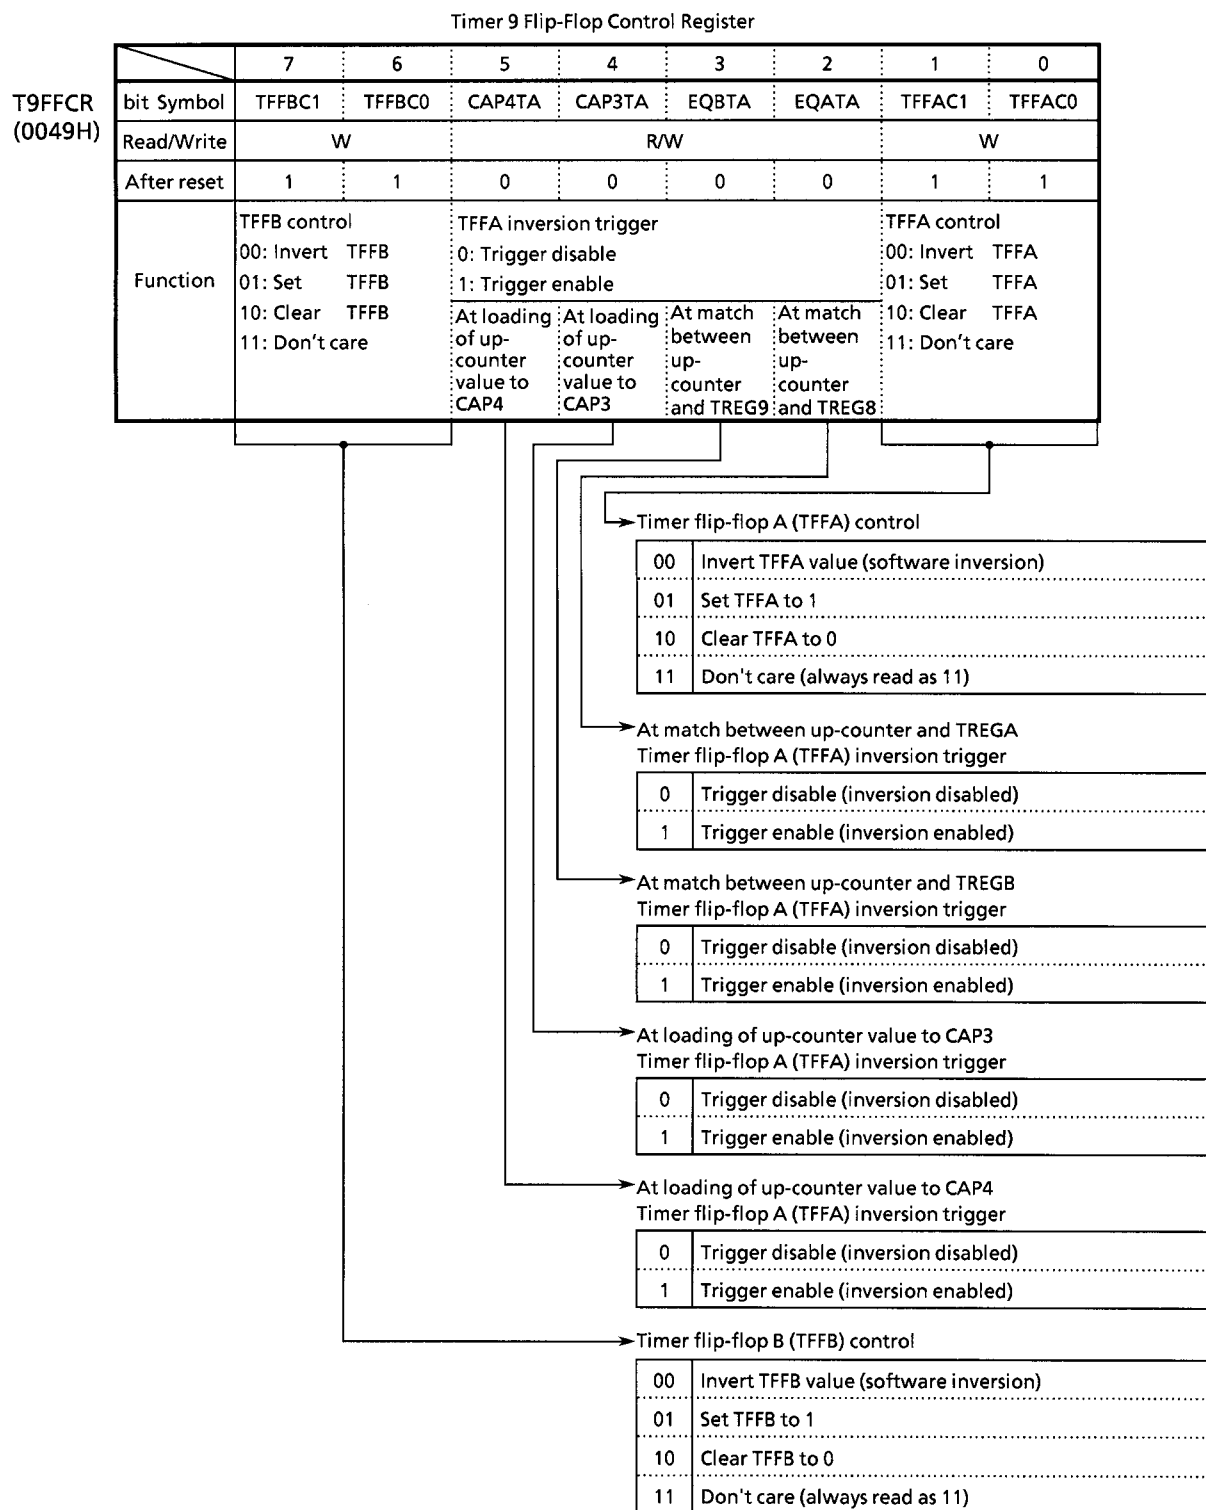 Timer 9 Flip-Flop Control Register
7 6 5 4 3 2 1 0
T9FFCR
(0049H)
bit Symbol TFFBC1 TFFBC0 CAP4TA CAP3TA EQBTA EQATA TFFAC1 TFFAC0
Read/Write W R/W W
After reset 1 1 0 0 0 0 1 1
Function
TFFB control
00: Invert TFFB
01: Set TFFB
10: Clear TFFB
11: Don't care
TFFA inversion trigger
0: Trigger disable
1: Trigger enable
At loading
of up-
counter
value to
CAP4
At loading
of up-
counter
value to
CAP3
At match
between
up-
counter
and TREG9
At match
between
up-
counter
and TREG8
TFFA control
00: Invert TFFA
01: Set TFFA
10: Clear TFFA
11: Don't care
Timer flip-flop A (TFFA) control
00 Invert TFFA value (software inversion)
01 Set TFFA to 1
10 Clear TFFA to 0
11 Don't care (always read as 11)
At match between up-counter and TREGA
Timer flip-flop A (TFFA) inversion trigger
0 Trigger disable (inversion disabled)
1 Trigger enable (inversion enabled)
At match between up-counter and TREGB
Timer flip-flop A (TFFA) inversion trigger
0 Trigger disable (inversion disabled)
1 Trigger enable (inversion enabled)
At loading of up-counter value to CAP3
Timer flip-flop A (TFFA) inversion trigger
0 Trigger disable (inversion disabled)
1 Trigger enable (inversion enabled)
At loading of up-counter value to CAP4
Timer flip-flop A (TFFA) inversion trigger
0 Trigger disable (inversion disabled)
1 Trigger enable (inversion enabled)
Timer flip-flop B (TFFB) control
00 Invert TFFB value (software inversion)
01 Set TFFB to 1
10 Clear TFFB to 0
11 Don't care (always read as 11)